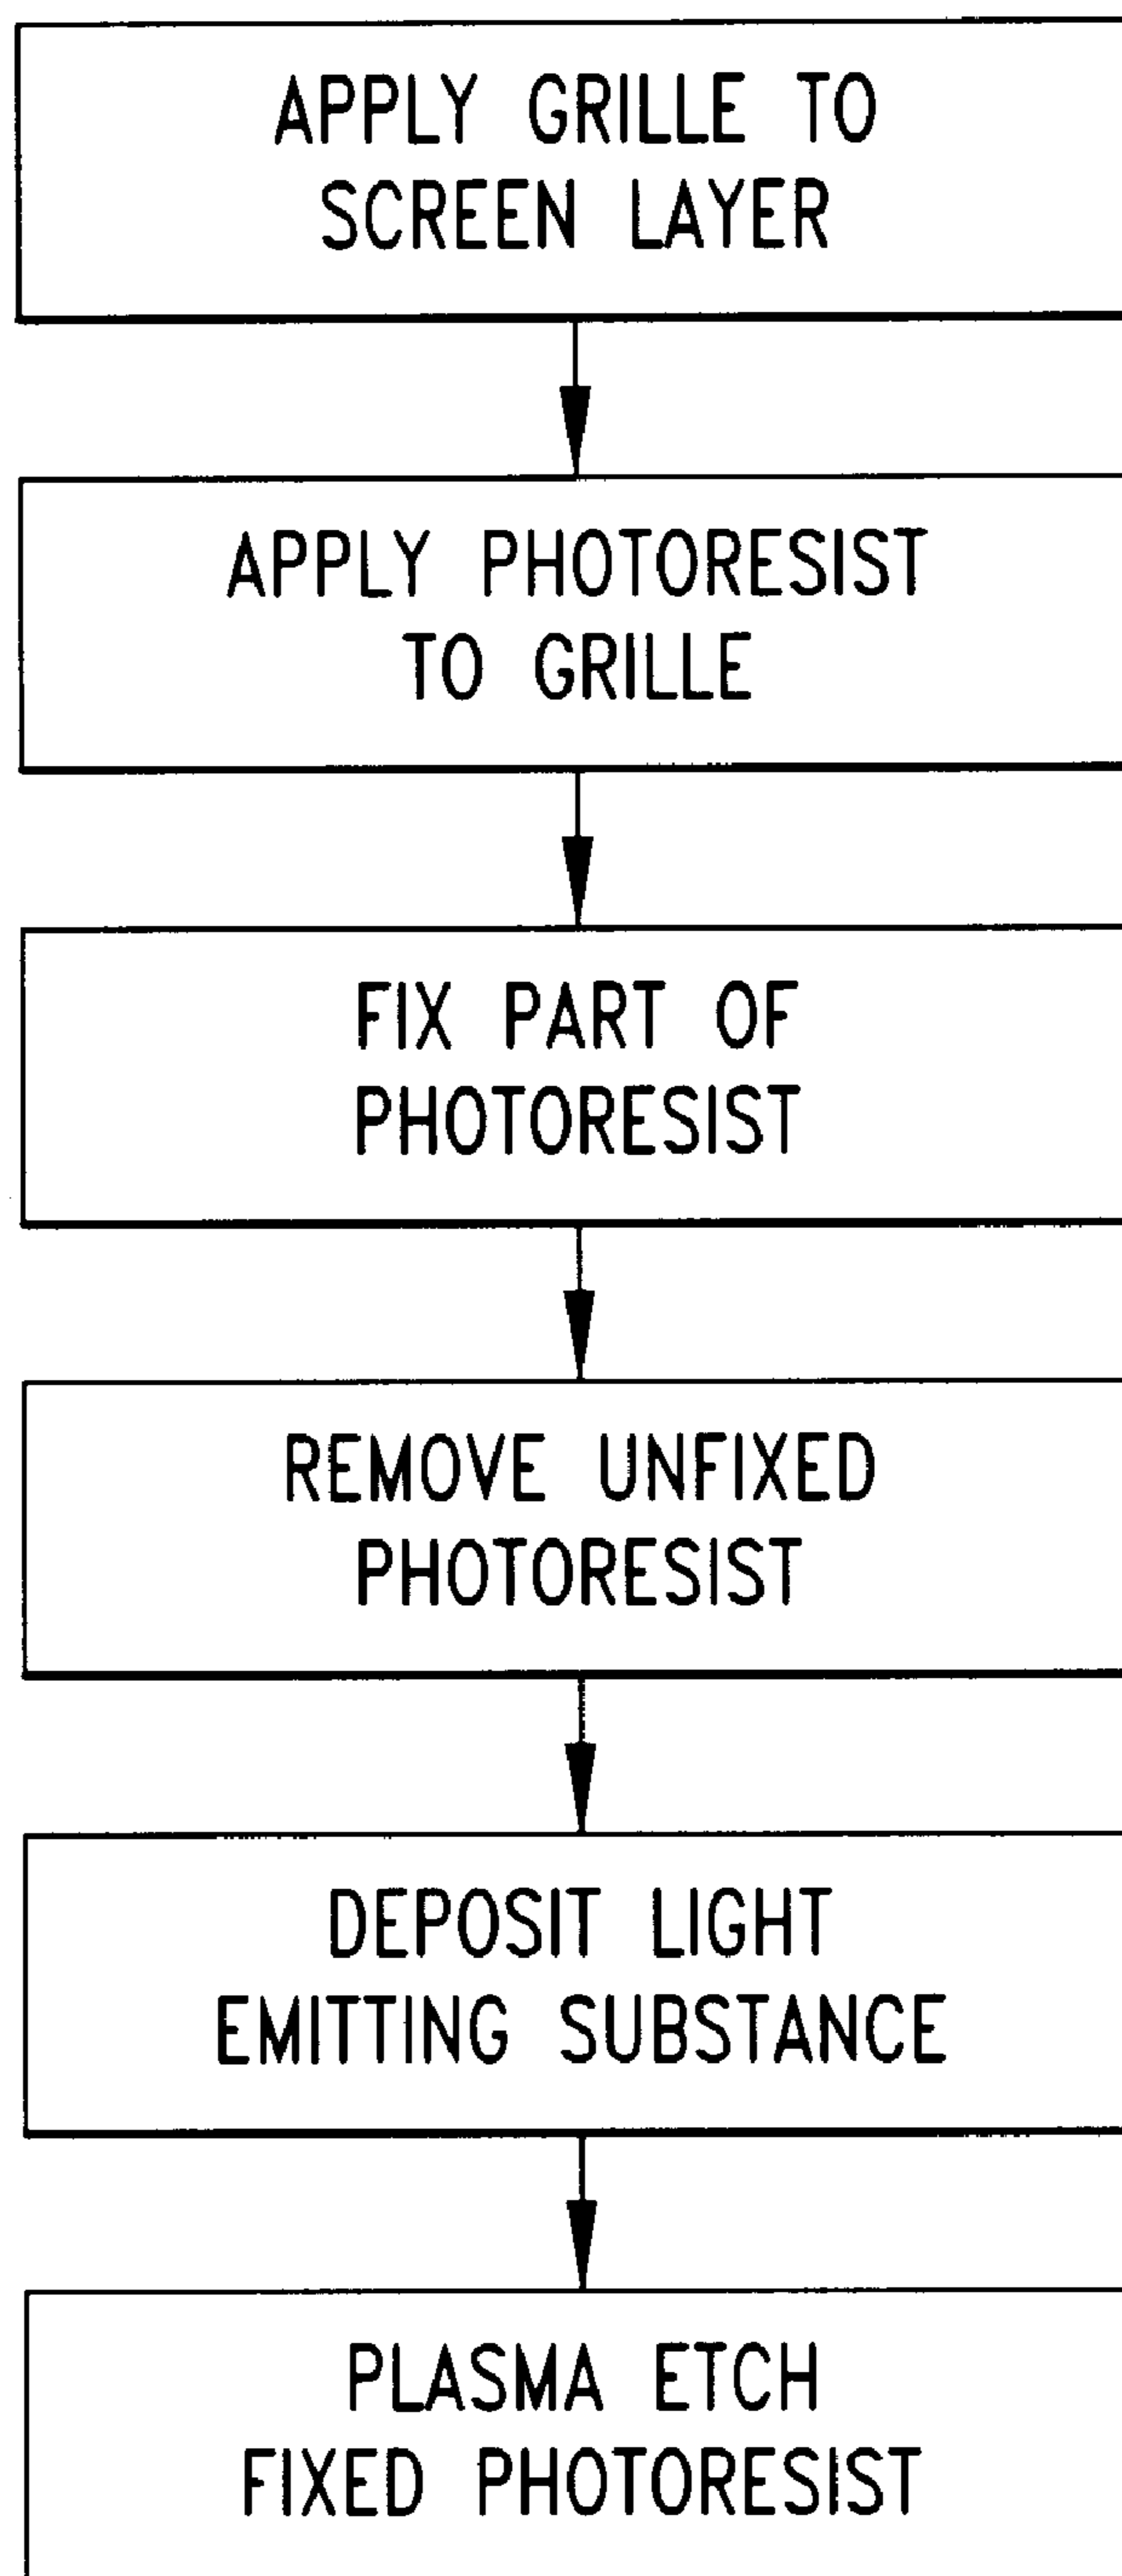 APPLY GRILLE TO
SCREEN LAYER
APPLY PHOTORESIST
TO GRILLE
FIX PART OF
PHOTORESIST
REMOVE UNFIXED
PHOTORESIST
DEPOSIT LIGHT
EMITTING SUBSTANCE
PLASMA ETCH
FIXED PHOTORESIST